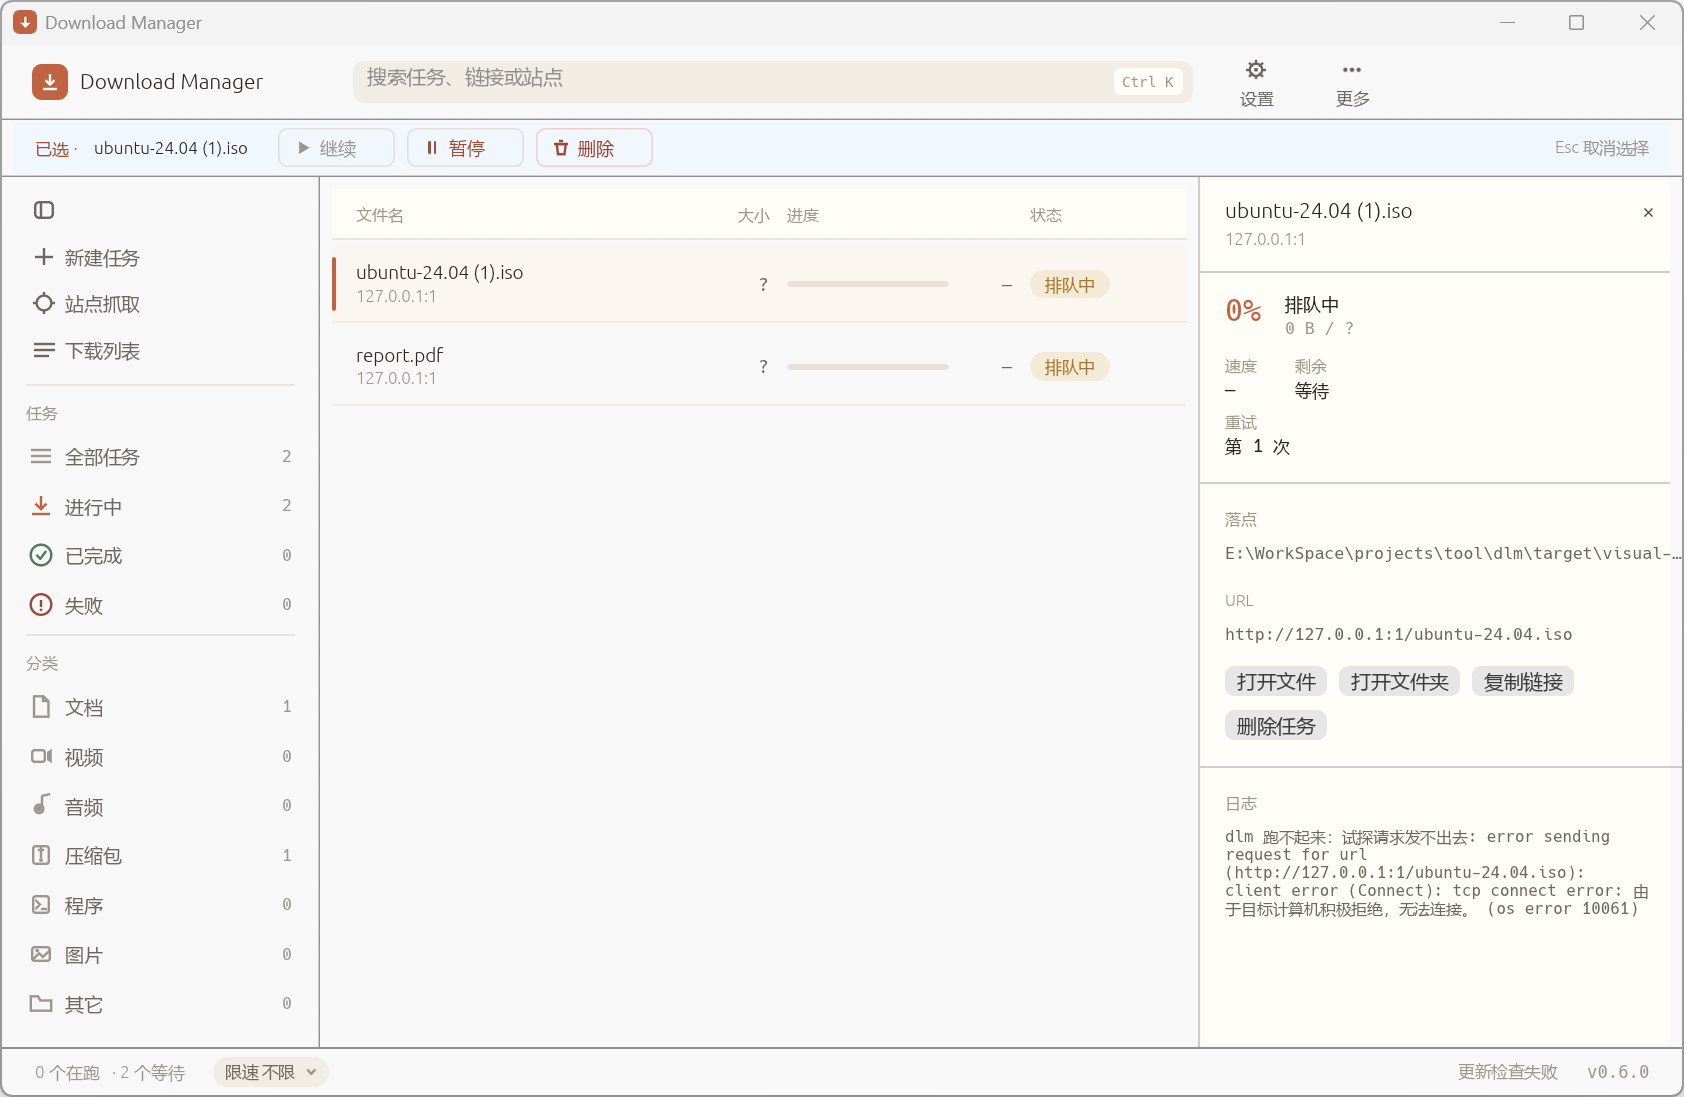 Download Manager
Download Manager
搜索任务、链接或站点
Ctrl K
设置
更多
已选 ·
ubuntu-24.04 (1).iso
继续
暂停
删除
Esc 取消选择
新建任务
站点抓取
下载列表
任务
全部任务 2
进行中 2
已完成 0
失败 0
分类
文档 1
视频 0
音频 0
压缩包 1
程序 0
图片 0
其它 0
文件名 大小 进度 状态
ubuntu-24.04 (1).iso
127.0.0.1:1
? – 排队中
report.pdf
127.0.0.1:1
? – 排队中
ubuntu-24.04 (1).iso
×
127.0.0.1:1
0%
排队中
0 B / ?
速度 剩余
– 等待
重试
第 1 次
落点
E:\WorkSpace\projects\tool\dlm\target\visual-…
URL
http://127.0.0.1:1/ubuntu-24.04.iso
打开文件 打开文件夹 复制链接
删除任务
日志
dlm 跑不起来: 试探请求发不出去: error sending
request for url
(http://127.0.0.1:1/ubuntu-24.04.iso):
client error (Connect): tcp connect error: 由
于目标计算机积极拒绝，无法连接。 (os error 10061)
0 个在跑 · 2 个等待
限速 不限
更新检查失败
v0.6.0